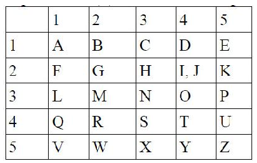 1 2 3 4 5
1 A B C D E
2 F G H I, J K
3 L M N O P
4 Q R S T U
5 V W X Y Z